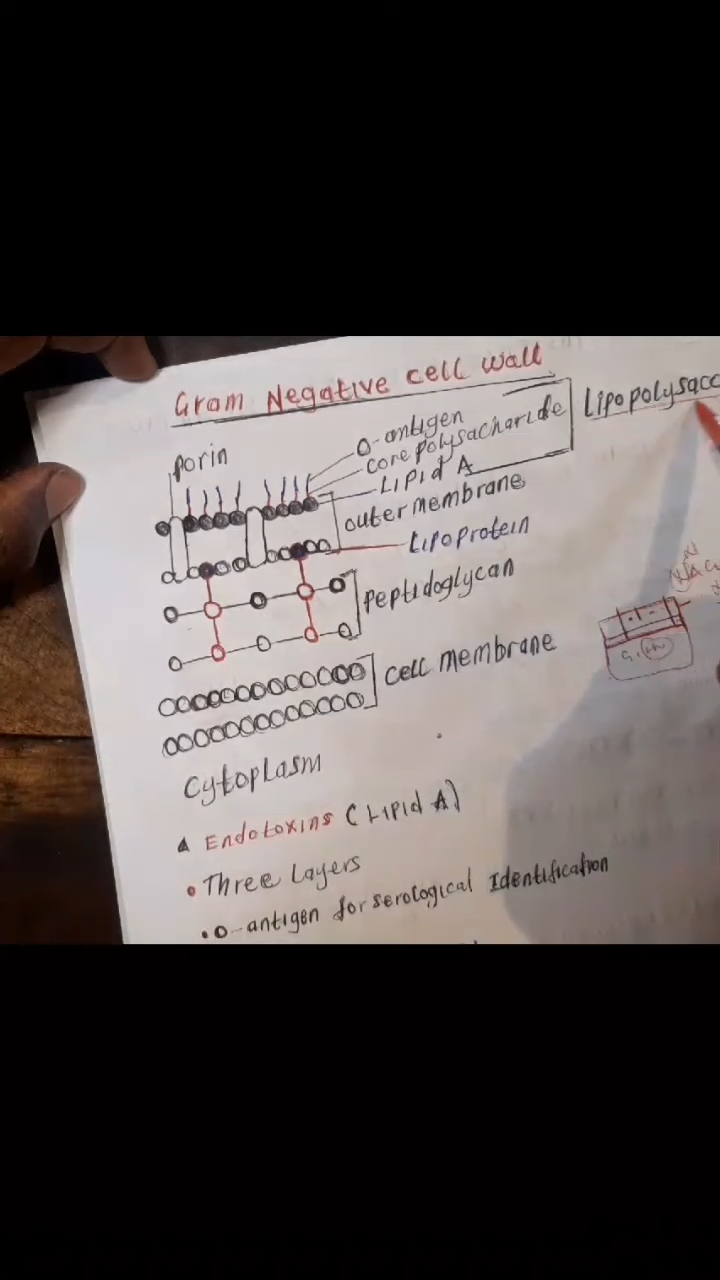 Gram Negative cell wall
Lipopolysacc
porin
O-antigen
core polysacharide
Lipid A
outer membrane
Lipoprotein
peptidoglycan
cell membrane
Cytoplasm
Endotoxins (Lipid A)
• Three Layers
• O-antigen for serological Identification